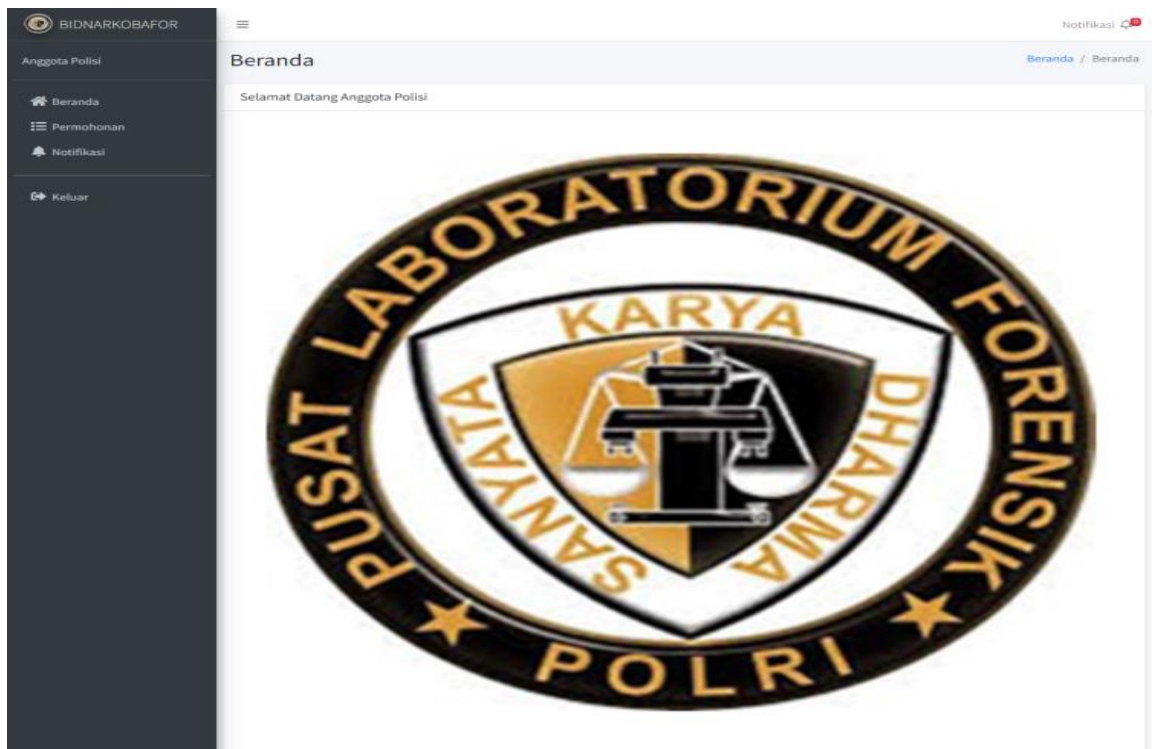 BIDNARKOBAFOR
Notifikasi
Anggota Polisi
Beranda
Beranda / Beranda
Selamat Datang Anggota Polisi
Beranda
Permohonan
Notifikasi
Keluar
PUSAT LABORATORIUM FORENSIK
KARYA
SANYATA
DHARMA
POLRI